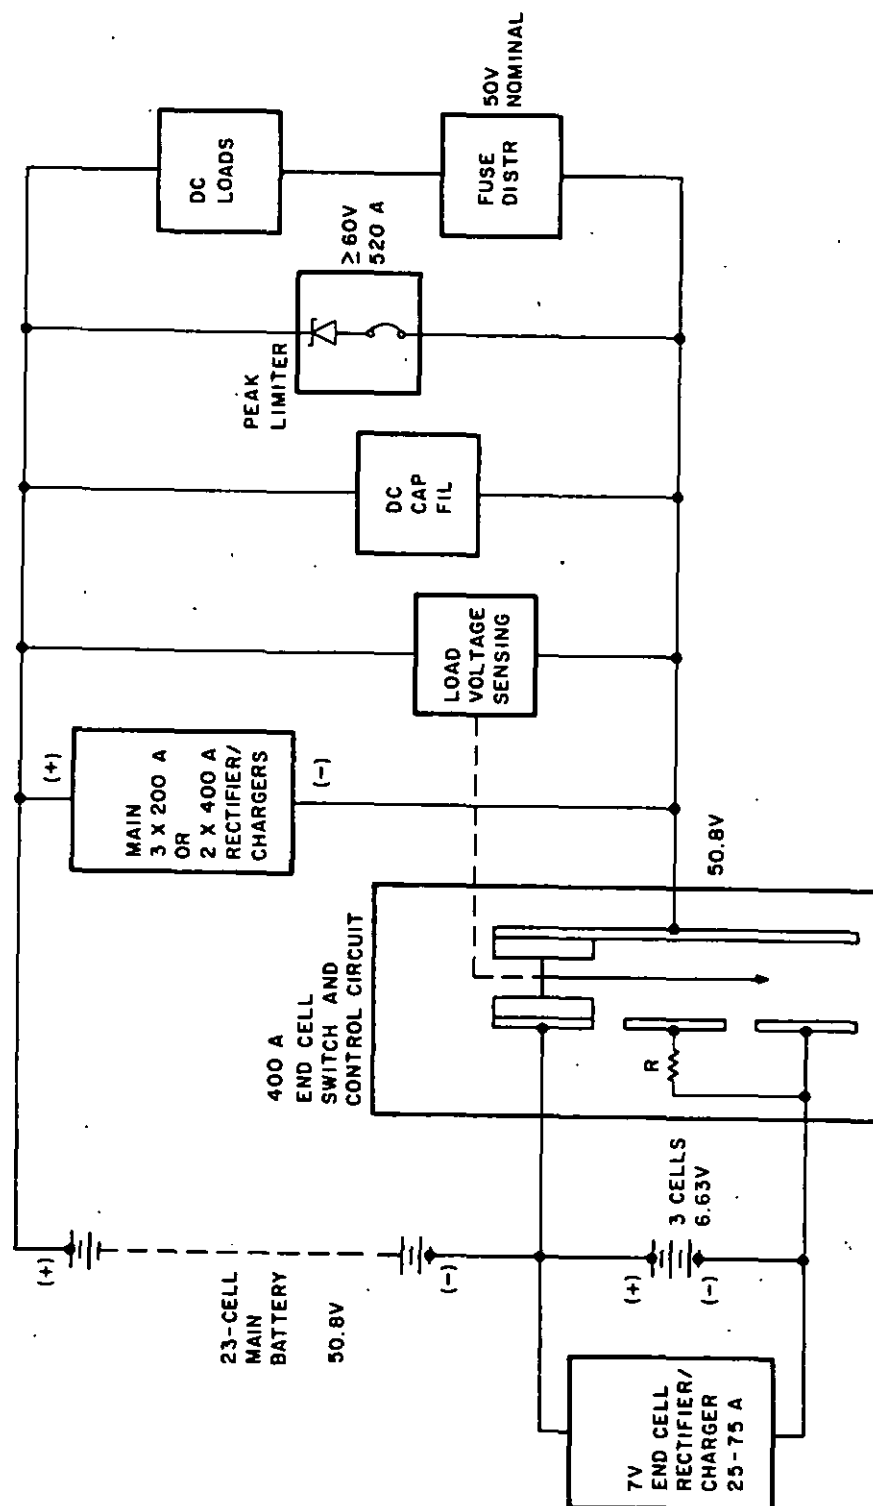 23-CELL
MAIN
BATTERY
50.8V
(+)
(-)
7V
END CELL
RECTIFIER/
CHARGER
25-75 A
(+)
(-)
3 CELLS
6.63V
400 A
END CELL
SWITCH AND
CONTROL CIRCUIT
R
50.8V
(+)
MAIN
3 X 200 A
OR
2 X 400 A
RECTIFIER/
CHARGERS
(-)
LOAD
VOLTAGE
SENSING
DC
CAP
FIL
PEAK
LIMITER
≥60V
520 A
DC
LOADS
FUSE
DISTR
50V
NOMINAL